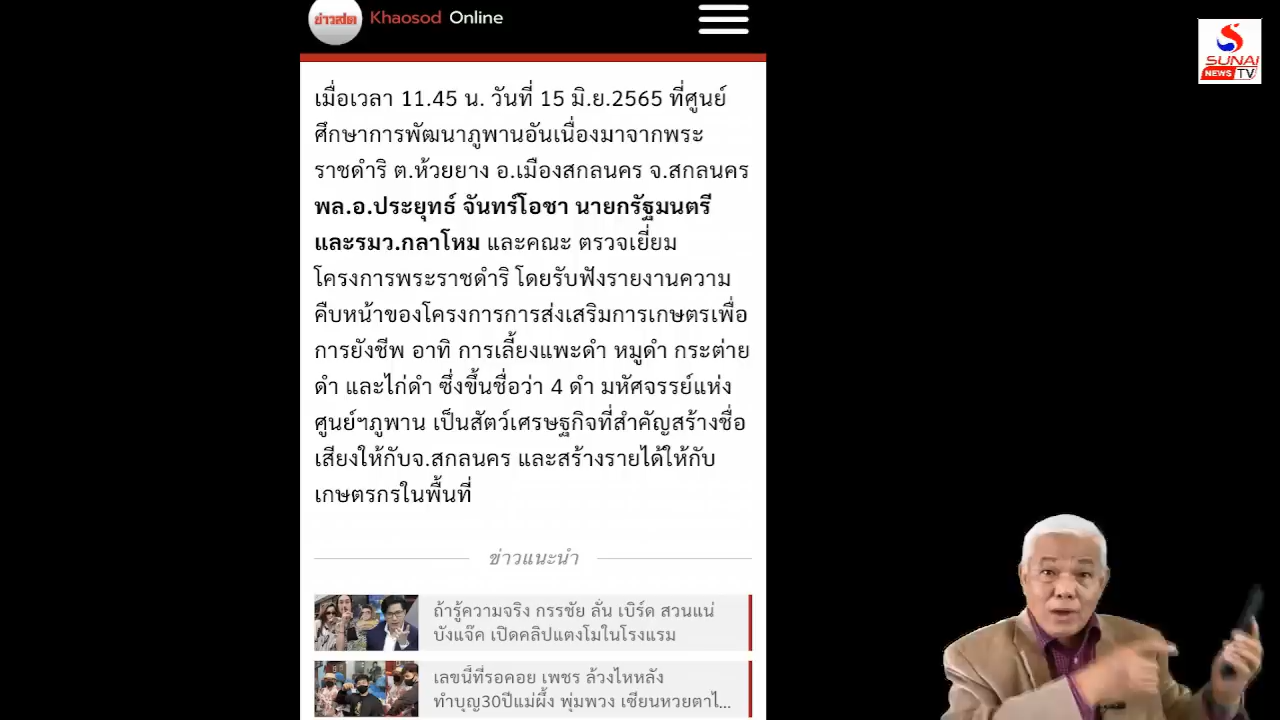 ข่าวสด Khaosod Online
SUNAI
NEWS TV
เมื่อเวลา 11.45 น. วันที่ 15 มิ.ย.2565 ที่ศูนย์
ศึกษาการพัฒนาภูพานอันเนื่องมาจากพระ
ราชดำริ ต.ห้วยยาง อ.เมืองสกลนคร จ.สกลนคร
พล.อ.ประยุทธ์ จันทร์โอชา นายกรัฐมนตรี
และรมว.กลาโหม และคณะ ตรวจเยี่ยม
โครงการพระราชดำริ โดยรับฟังรายงานความ
คืบหน้าของโครงการการส่งเสริมการเกษตรเพื่อ
การยังชีพ อาทิ การเลี้ยงแพะดำ หมูดำ กระต่าย
ดำ และไก่ดำ ซึ่งขึ้นชื่อว่า 4 ดำ มหัศจรรย์แห่ง
ศูนย์ฯภูพาน เป็นสัตว์เศรษฐกิจที่สำคัญสร้างชื่อ
เสียงให้กับจ.สกลนคร และสร้างรายได้ให้กับ
เกษตรกรในพื้นที่
ข่าวแนะนำ
ถ้ารู้ความจริง กรรชัย ลั่น เบิร์ด สวนแน่
บังแจ๊ค เปิดคลิปแตงโมในโรงแรม
เลขนี้ที่รอคอย เพชร ล้วงไหหลัง
ทำบุญ30ปีแม่ผึ้ง พุ่มพวง เซียนหวยตาไ...